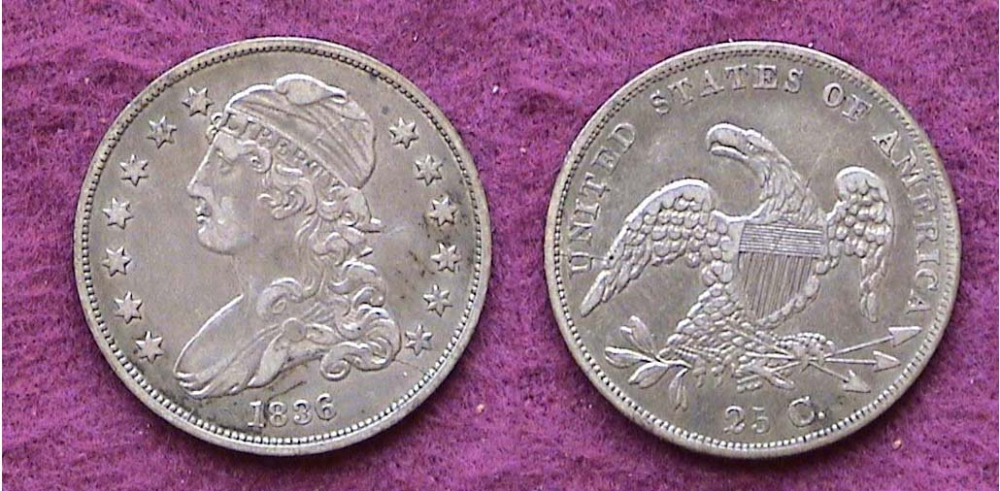 LIBERTY
1836
UNITED STATES OF AMERICA
25 C.